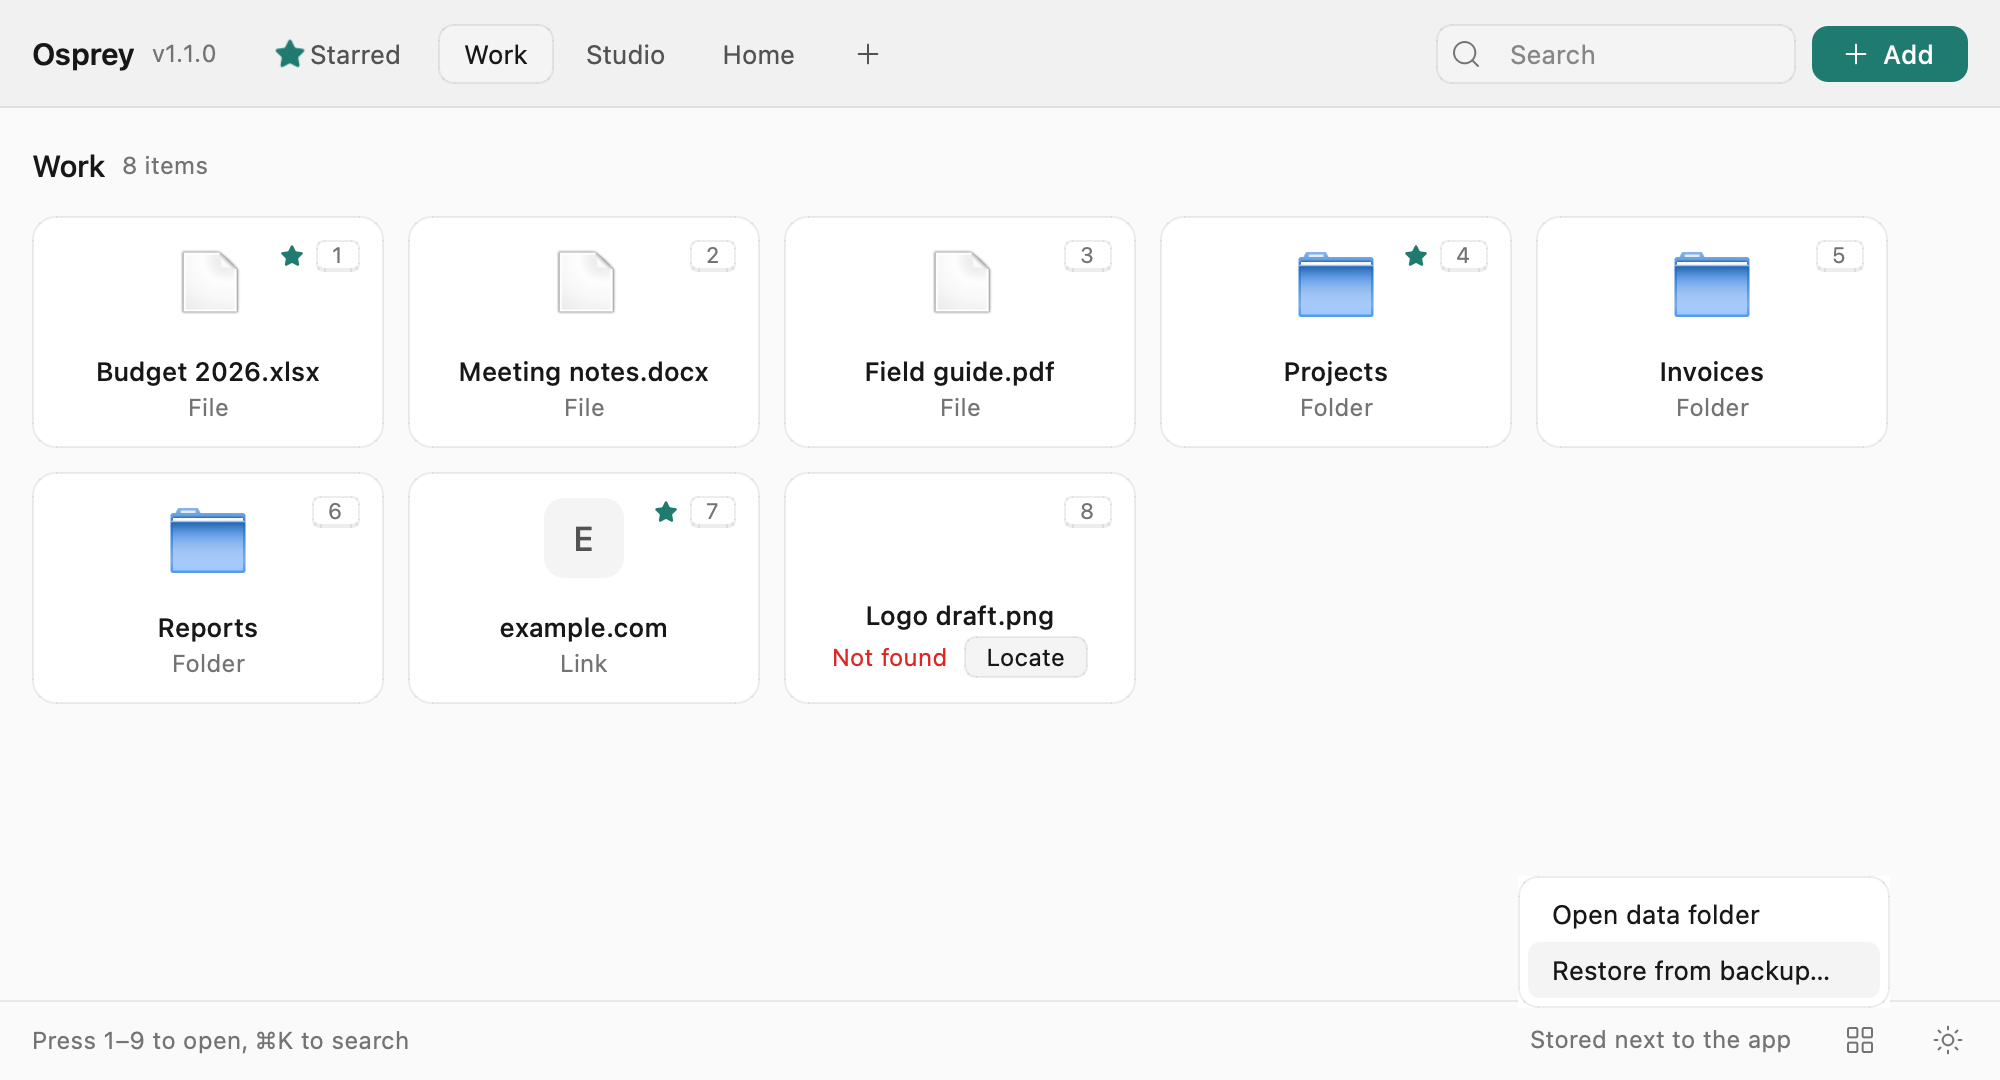 Osprey v1.1.0 Starred Work Studio Home Search Add
Work 8 items
1
Budget 2026.xlsx
File
2
Meeting notes.docx
File
3
Field guide.pdf
File
4
Projects
Folder
5
Invoices
Folder
6
Reports
Folder
E
7
example.com
Link
8
Logo draft.png
Not found Locate
Open data folder
Restore from backup...
Press 1–9 to open, ⌘K to search
Stored next to the app